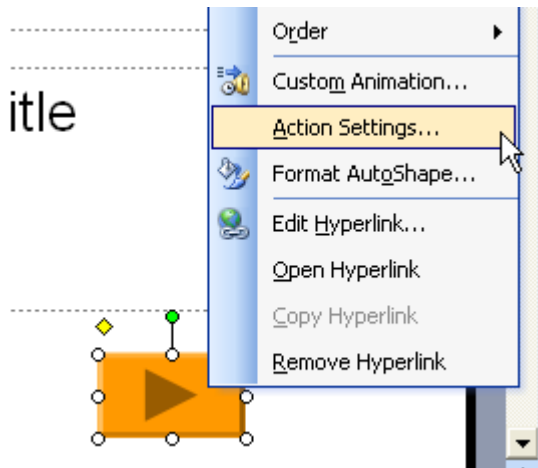 Order
Custom Animation...
itle
Action Settings...
Format AutoShape...
Edit Hyperlink...
Open Hyperlink
Copy Hyperlink
Remove Hyperlink